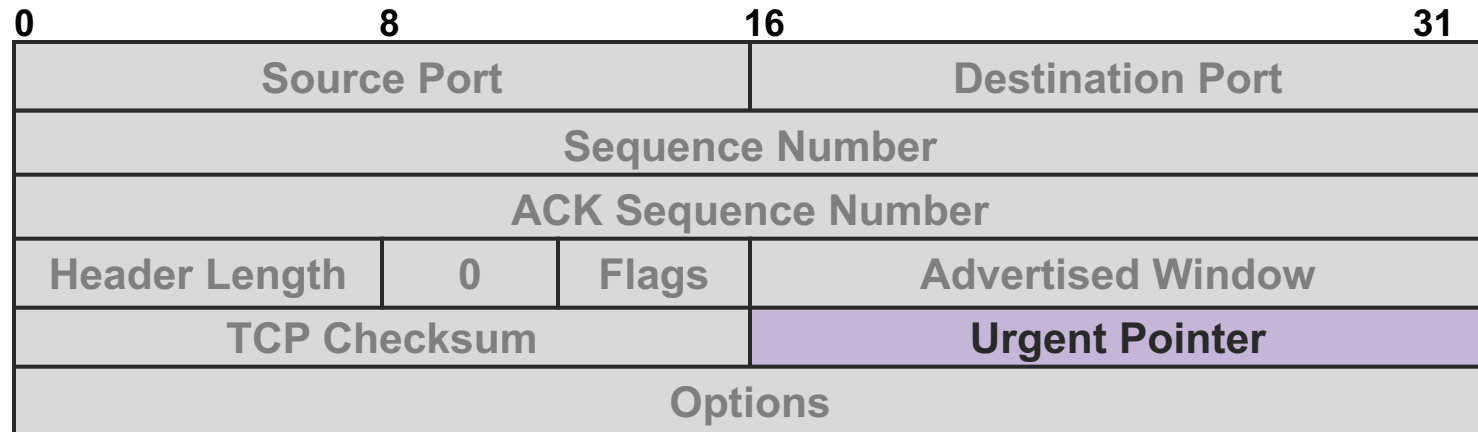 0 8 16 31
Source Port Destination Port
Sequence Number
ACK Sequence Number
Header Length 0 Flags Advertised Window
TCP Checksum Urgent Pointer
Options